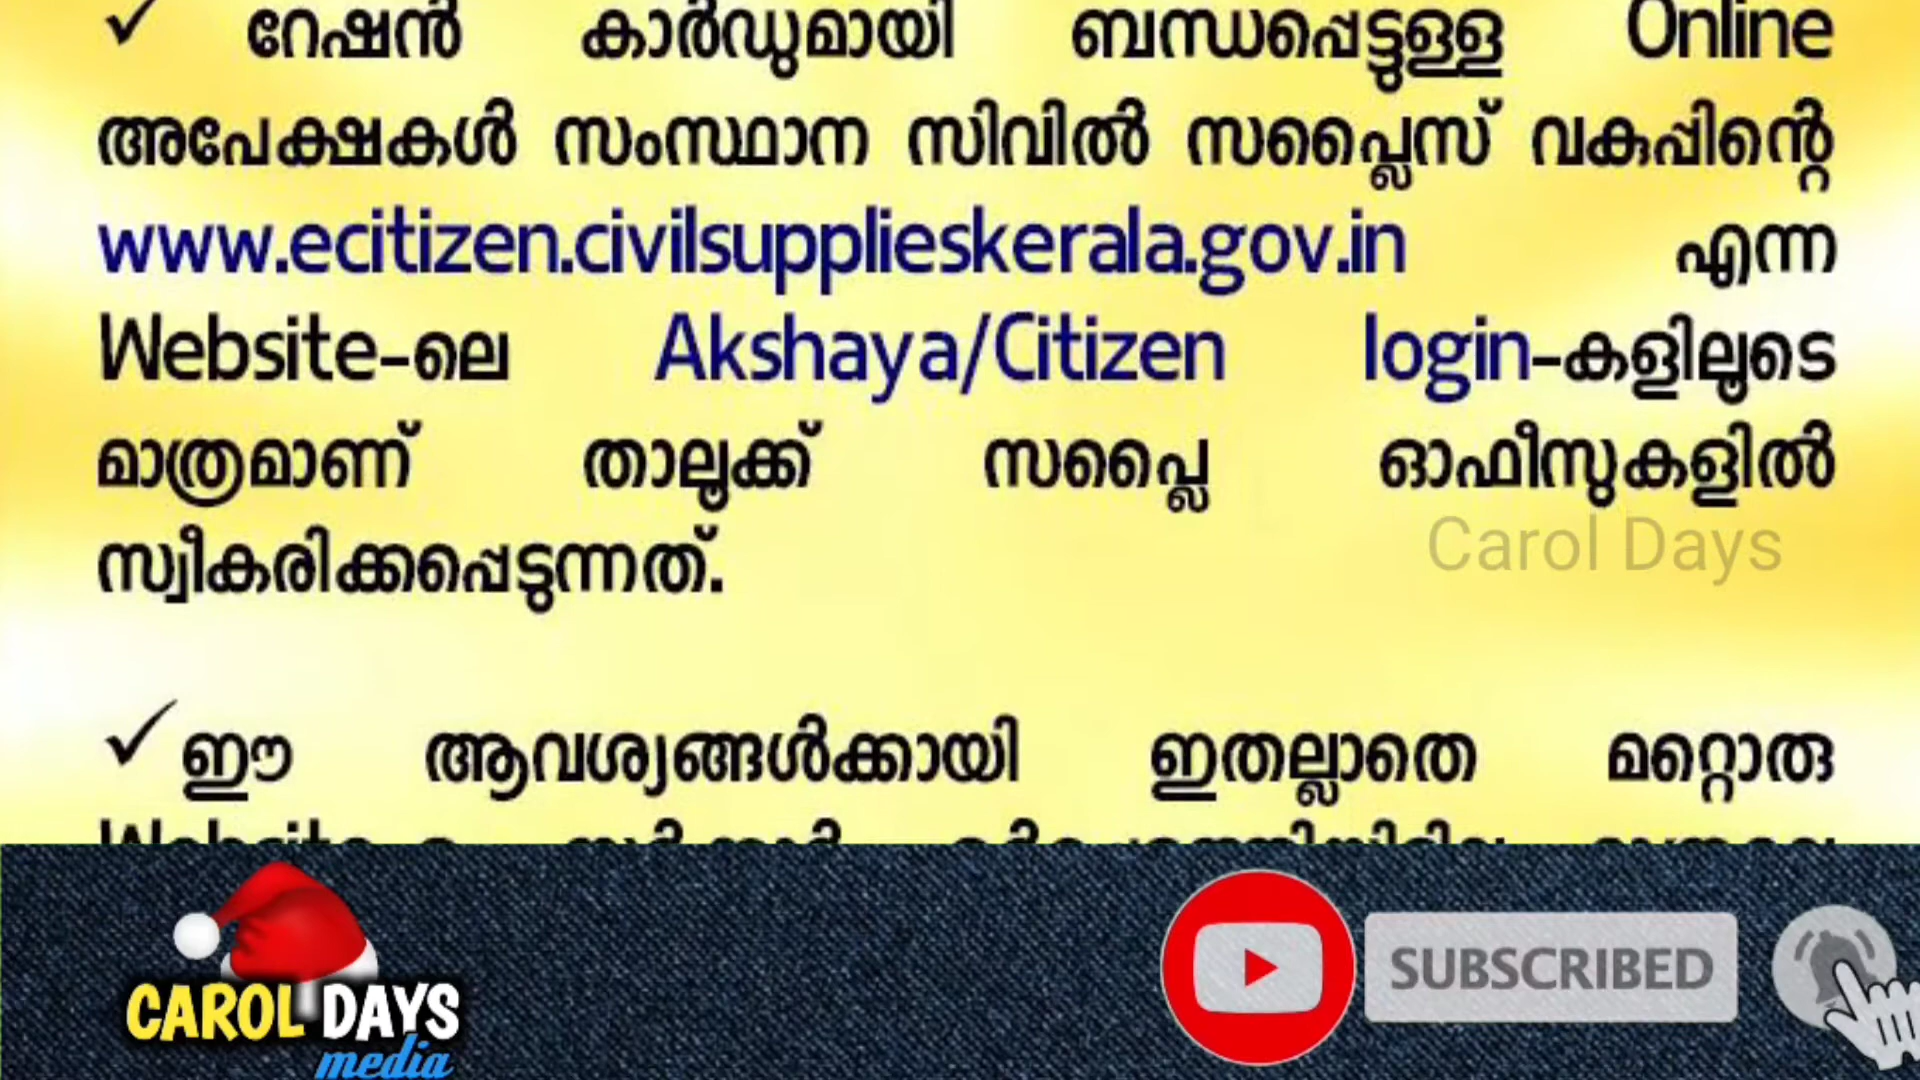 ✓ റേഷൻ കാർഡുമായി ബന്ധപ്പെട്ടുള്ള Online
അപേക്ഷകൾ സംസ്ഥാന സിവിൽ സപ്ലൈസ് വകുപ്പിന്റെ
www.ecitizen.civilsupplieskerala.gov.in എന്ന
Website-ലെ Akshaya/Citizen login-കളിലൂടെ
മാത്രമാണ് താലൂക്ക് സപ്ലൈ ഓഫീസുകളിൽ
സ്വീകരിക്കപ്പെടുന്നത്.
Carol Days
✓ ഈ ആവശ്യങ്ങൾക്കായി ഇതല്ലാതെ മറ്റൊരു
CAROL DAYS
media
SUBSCRIBED